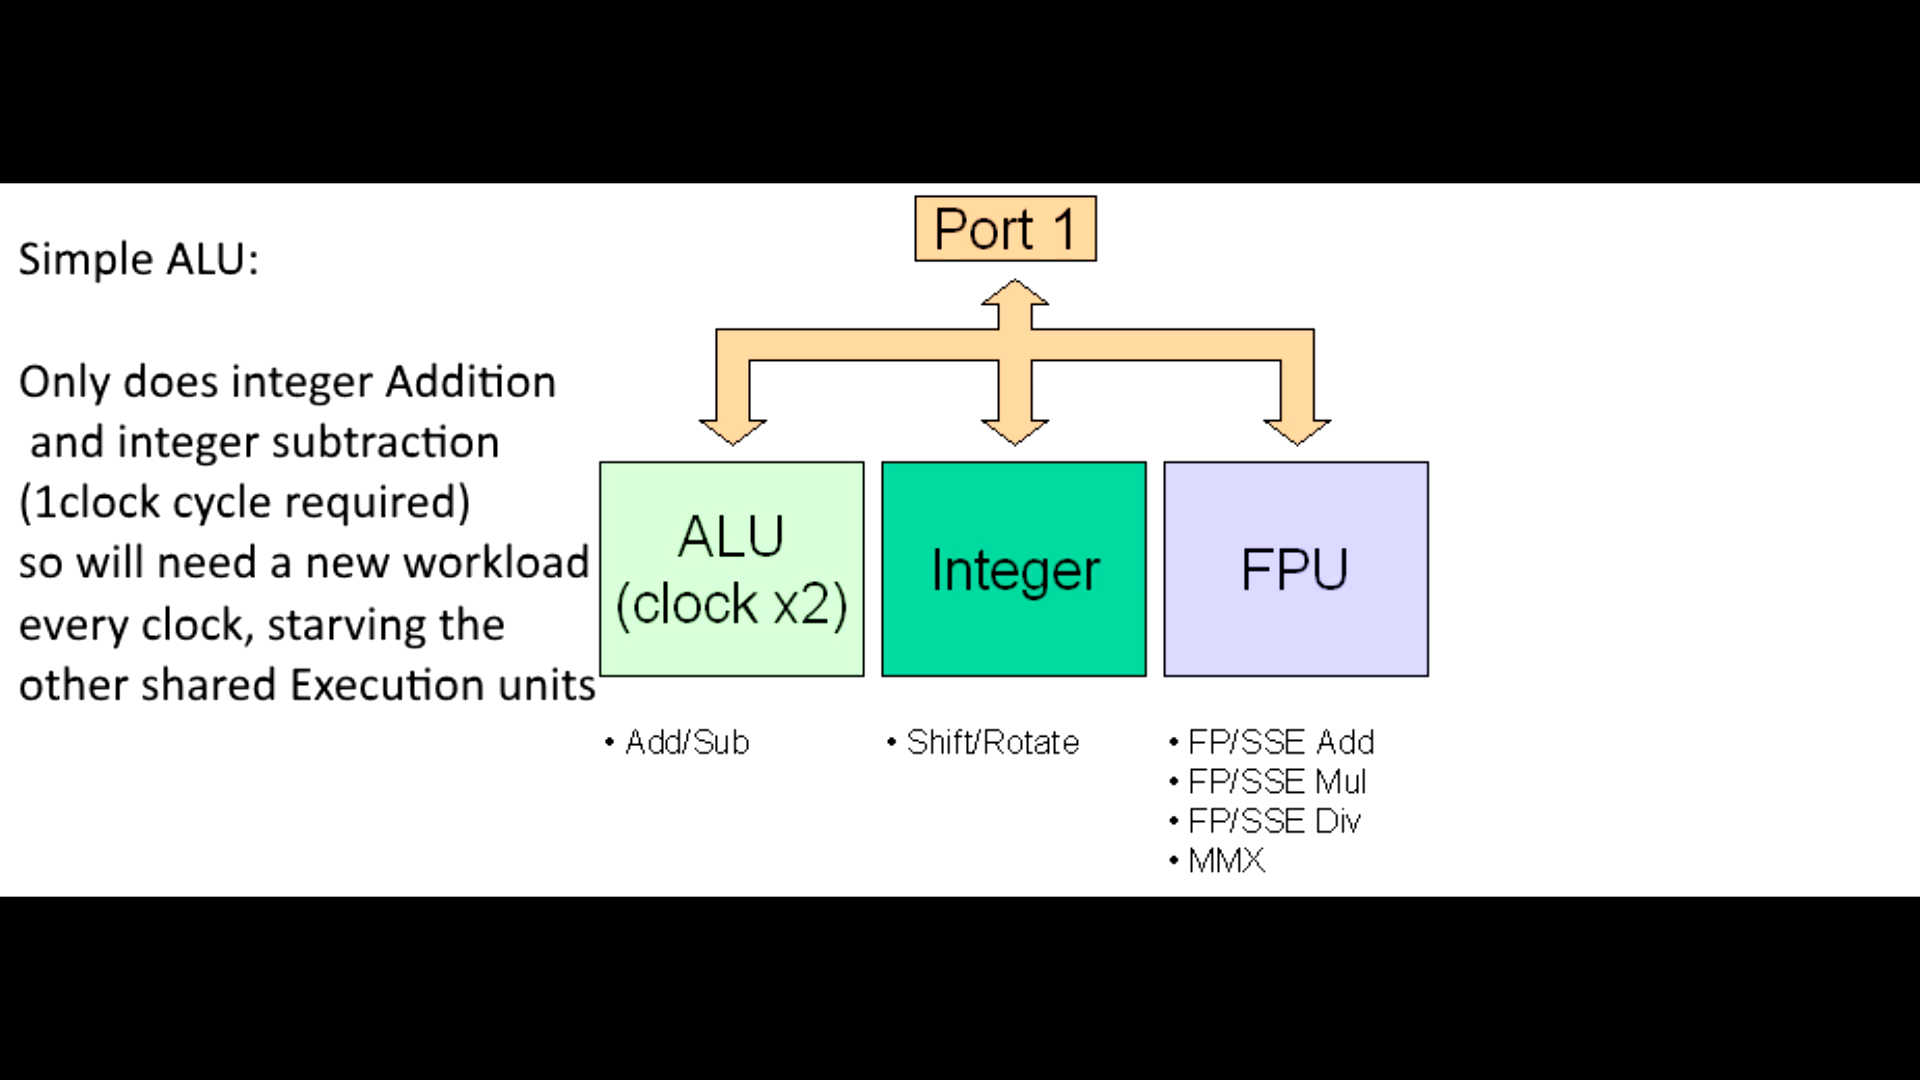 Port 1
Simple ALU:
Only does integer Addition
and integer subtraction
(1clock cycle required)
so will need a new workload
every clock, starving the
other shared Execution units
ALU
(clock x2)
Integer
FPU
• Add/Sub
• Shift/Rotate
• FP/SSE Add
• FP/SSE Mul
• FP/SSE Div
• MMX